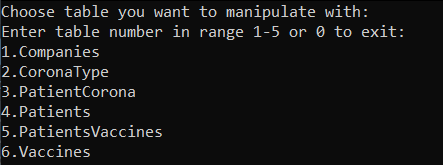 Choose table you want to manipulate with:
Enter table number in range 1-5 or 0 to exit:
1.Companies
2.CoronaType
3.PatientCorona
4.Patients
5.PatientsVaccines
6.Vaccines